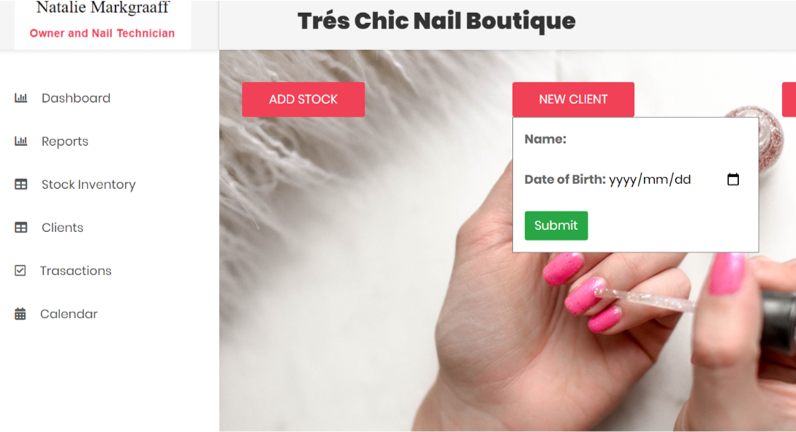 Natalie Markgraaff
Owner and Nail Technician
Trés Chic Nail Boutique
Dashboard
Reports
Stock Inventory
Clients
Trasactions
Calendar
ADD STOCK
NEW CLIENT
Name:
Date of Birth: yyyy/mm/dd
Submit